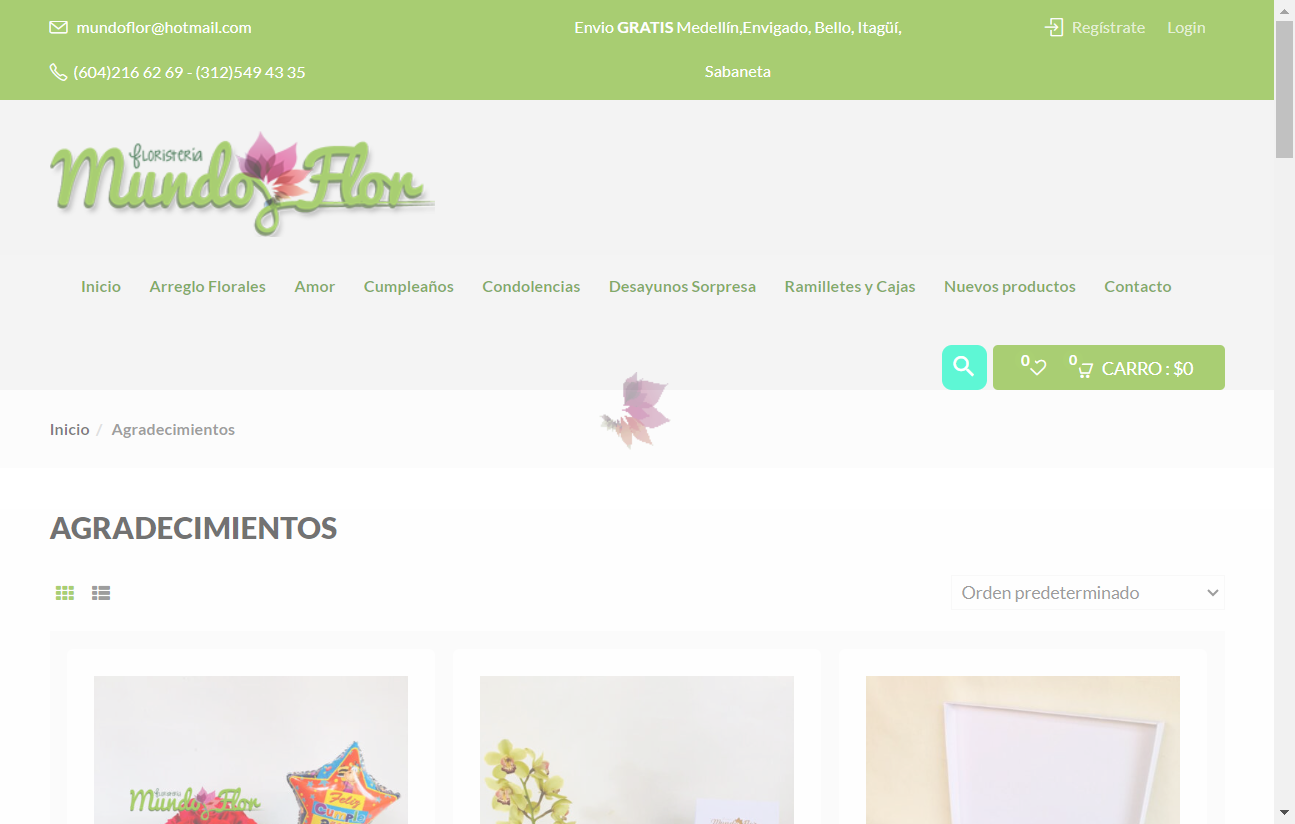 mundoflor@hotmail.com
Envio GRATIS Medellín,Envigado, Bello, Itagüí,
Sabaneta
Regístrate
Login
(604)216 62 69 - (312)549 43 35
FLORISTERIA
Mundo Flor
Inicio
Arreglo Florales
Amor
Cumpleaños
Condolencias
Desayunos Sorpresa
Ramilletes y Cajas
Nuevos productos
Contacto
0
0
CARRO : $0
Inicio / Agradecimientos
AGRADECIMIENTOS
Orden predeterminado
Mundo Flor
Feliz